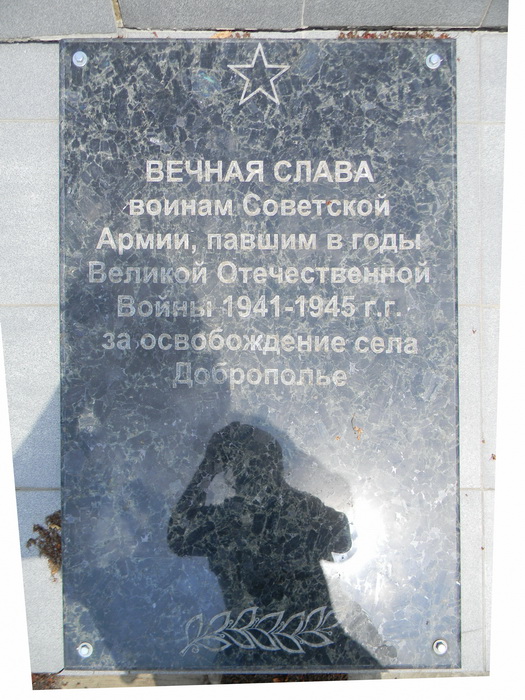 ВЕЧНАЯ СЛАВА
воинам Советской
Армии, павшим в годы
Великой Отечественной
Войны 1941-1945 г.г.
за освобождение села
Доброполье